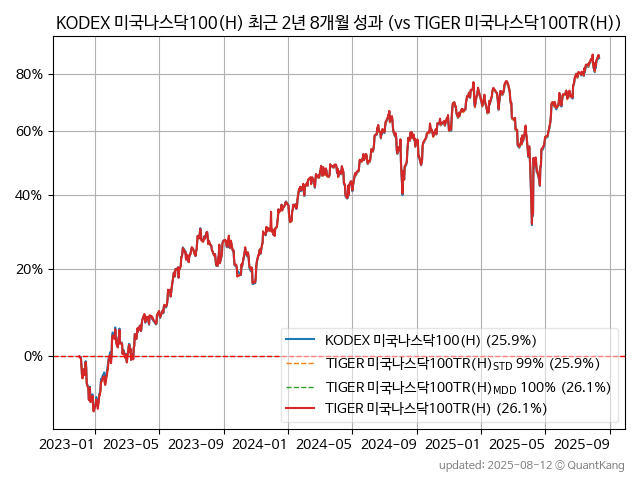 KODEX 미국나스닥100(H) 최근 2년 8개월 성과 (vs TIGER 미국나스닥100TR(H))
80%
60%
40%
20%
0%
KODEX 미국나스닥100(H) (25.9%)
TIGER 미국나스닥100TR(H)STD 99% (25.9%)
TIGER 미국나스닥100TR(H)MDD 100% (26.1%)
TIGER 미국나스닥100TR(H) (26.1%)
2023-01 2023-05 2023-09 2024-01 2024-05 2024-09 2025-01 2025-05 2025-09
updated: 2025-08-12 © QuantKang